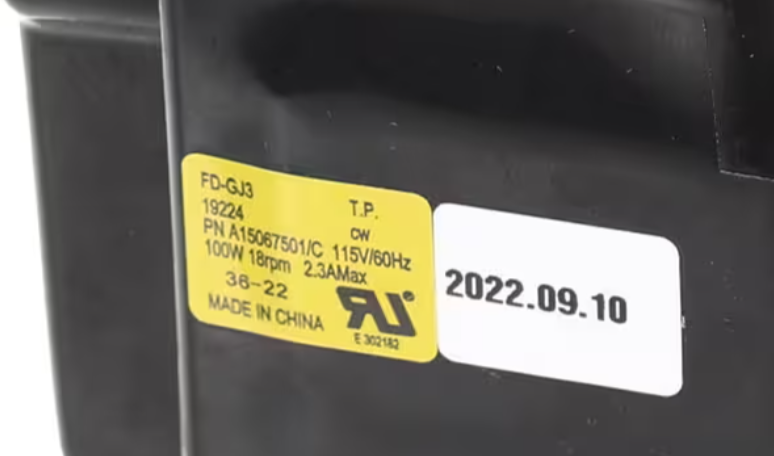 FD-GJ3
19224 T.P.
CW
PN A15067501/C 115V/60Hz
100W 18rpm 2.3AMax
36-22
MADE IN CHINA
E 302182
2022.09.10